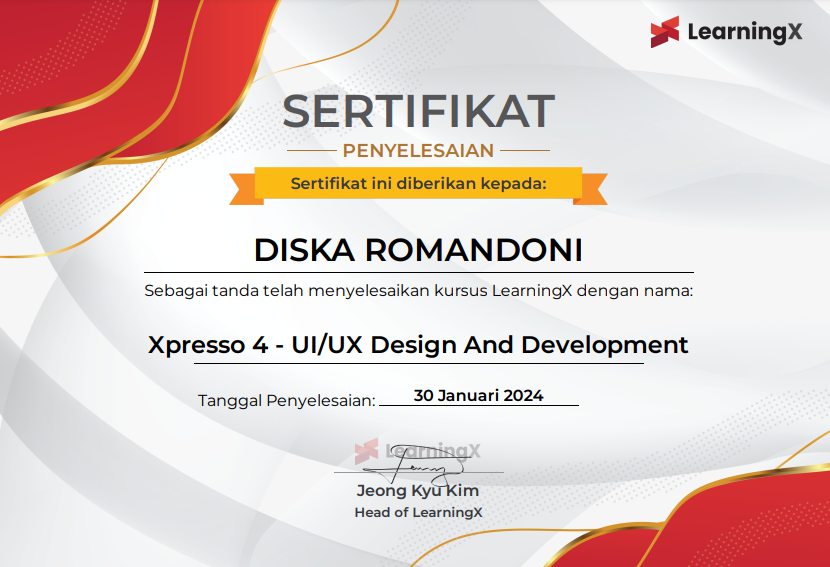 LearningX
SERTIFIKAT
PENYELESAIAN
Sertifikat ini diberikan kepada:
DISKA ROMANDONI
Sebagai tanda telah menyelesaikan kursus LearningX dengan nama:
Xpresso 4 - UI/UX Design And Development
Tanggal Penyelesaian: 30 Januari 2024
LearningX
Jeong Kyu Kim
Head of LearningX